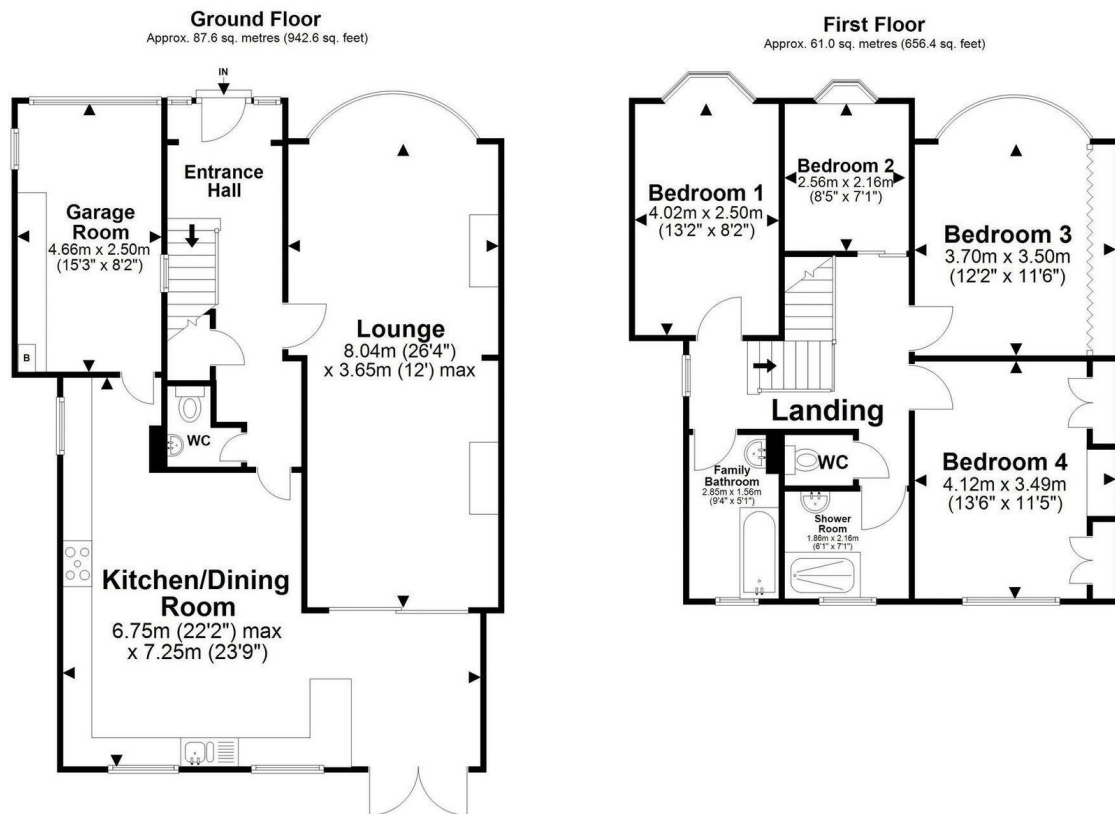 Ground Floor
Approx. 87.6 sq. metres (942.6 sq. feet)
IN
Entrance
Hall
Garage
Room
4.66m x 2.50m
(15'3" x 8'2")
B
Lounge
8.04m (26'4")
x 3.65m (12') max
WC
Kitchen/Dining
Room
6.75m (22'2") max
x 7.25m (23'9")
First Floor
Approx. 61.0 sq. metres (656.4 sq. feet)
Bedroom 1
4.02m x 2.50m
(13'2" x 8'2")
Bedroom 2
2.56m x 2.16m
(8'5" x 7'1")
Bedroom 3
3.70m x 3.50m
(12'2" x 11'6")
Landing
Family
Bathroom
2.85m x 1.56m
(9'4" x 5'1")
WC
Shower
Room
1.86m x 2.16m
(6'1" x 7'1")
Bedroom 4
4.12m x 3.49m
(13'6" x 11'5")